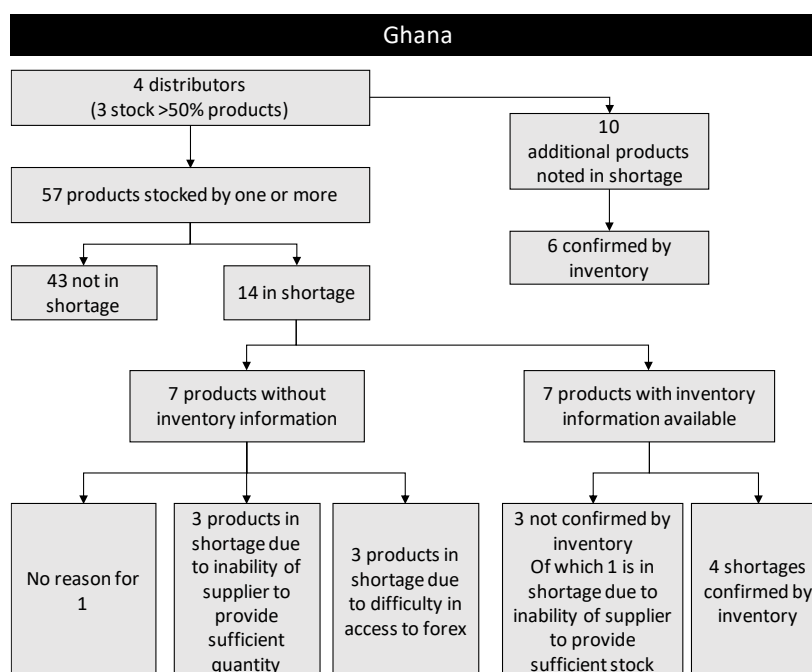 Ghana
4 distributors
(3 stock >50% products)
10
additional products
noted in shortage
57 products stocked by one or more
6 confirmed by
inventory
43 not in
shortage
14 in shortage
7 products without
inventory information
7 products with inventory
information available
No reason for
1
3 products in
shortage due
to inability of
supplier to
provide
sufficient
quantity
3 products in
shortage due
to difficulty in
access to forex
3 not confirmed by
inventory
Of which 1 is in
shortage due to
inability of supplier
to provide
sufficient stock
4 shortages
confirmed by
inventory